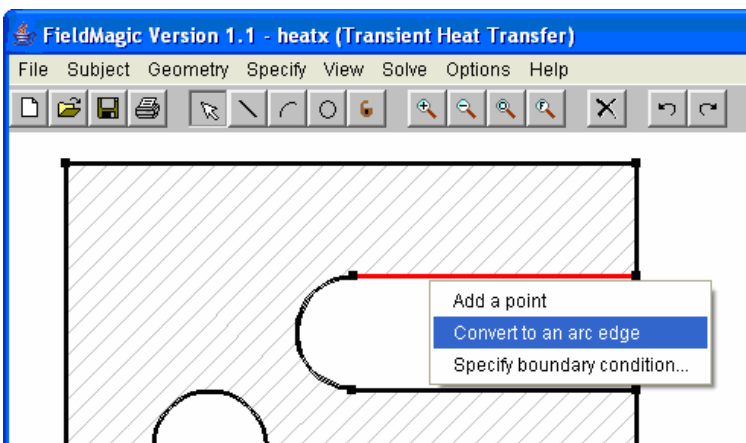 FieldMagic Version 1.1 - heatx (Transient Heat Transfer)
File Subject Geometry Specify View Solve Options Help
Add a point
Convert to an arc edge
Specify boundary condition...